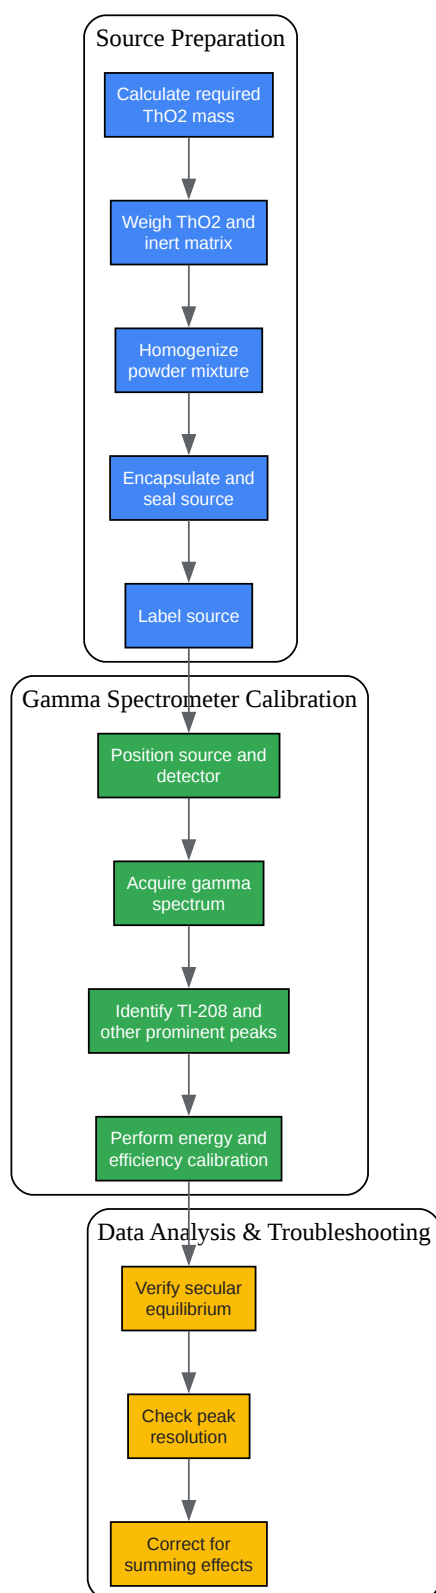 Source Preparation
Calculate required
ThO2 mass
Weigh ThO2 and
inert matrix
Homogenize
powder mixture
Encapsulate and
seal source
Label source
Gamma Spectrometer Calibration
Position source and
detector
Acquire gamma
spectrum
Identify Tl-208 and
other prominent peaks
Perform energy and
efficiency calibration
Data Analysis & Troubleshooting
Verify secular
equilibrium
Check peak
resolution
Correct for
summing effects